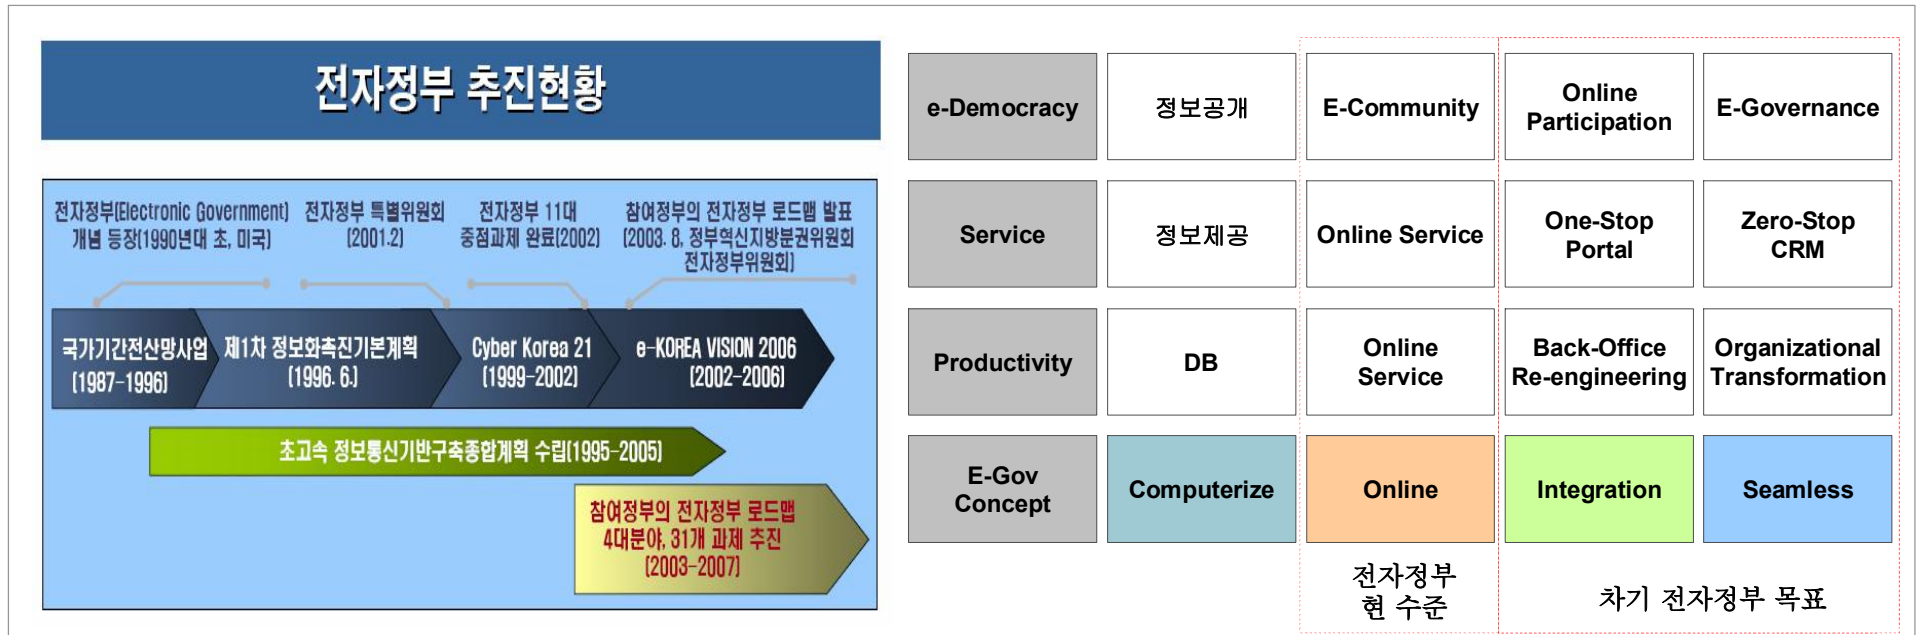 전자정부 추진현황
전자정부(Electronic Government)
개념 등장(1990년대 초, 미국)
전자정부 특별위원회
(2001.2)
전자정부 11대
중점과제 완료(2002)
참여정부의 전자정부 로드맵 발표
(2003. 8, 정부혁신지방분권위원회
전자정부위원회)
국가기간전산망사업
(1987-1996)
제1차 정보화촉진기본계획
(1996. 6.)
Cyber Korea 21
(1999-2002)
e-KOREA VISION 2006
(2002-2006)
초고속 정보통신기반구축종합계획 수립(1995-2005)
참여정부의 전자정부 로드맵
4대분야, 31개 과제 추진
(2003-2007)
e-Democracy
정보공개
E-Community
Online
Participation
E-Governance
Service
정보제공
Online Service
One-Stop
Portal
Zero-Stop
CRM
Productivity
DB
Online
Service
Back-Office
Re-engineering
Organizational
Transformation
E-Gov
Concept
Computerize
Online
Integration
Seamless
전자정부
현 수준
차기 전자정부 목표